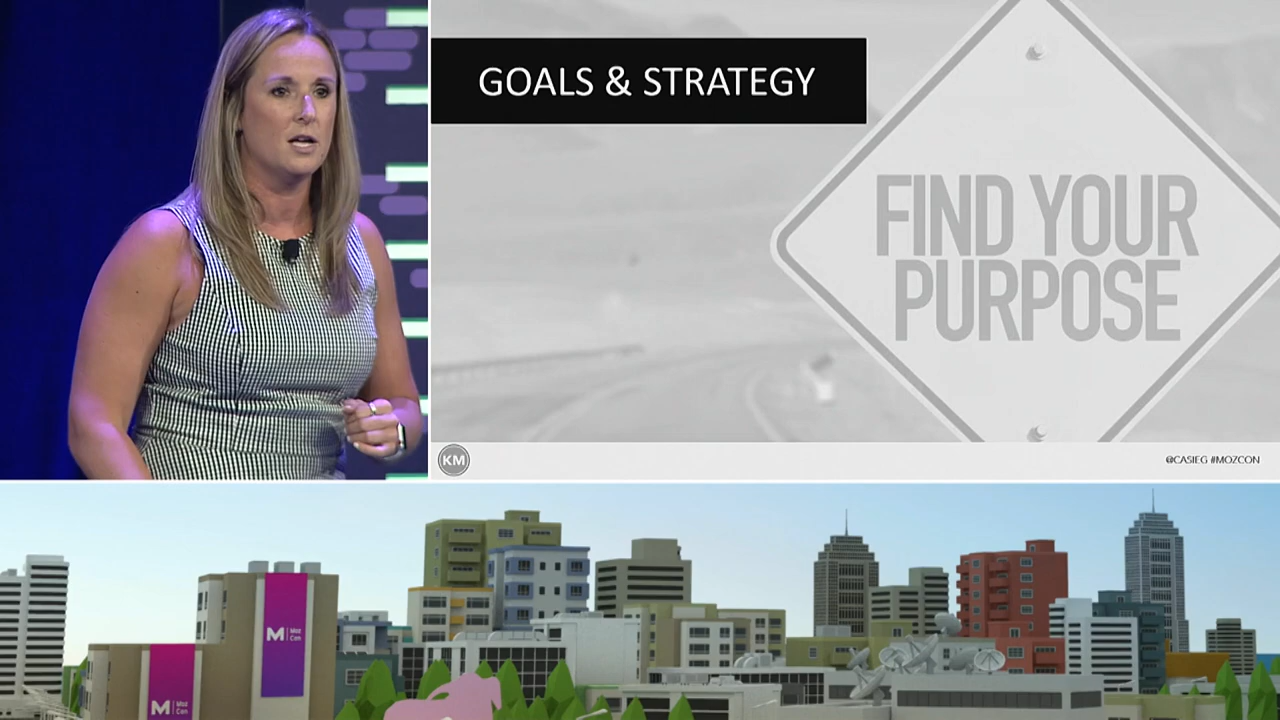 GOALS & STRATEGY
FIND YOUR
PURPOSE
KM
@CASIEG #MOZCON
M Moz
Con
M Moz
Con